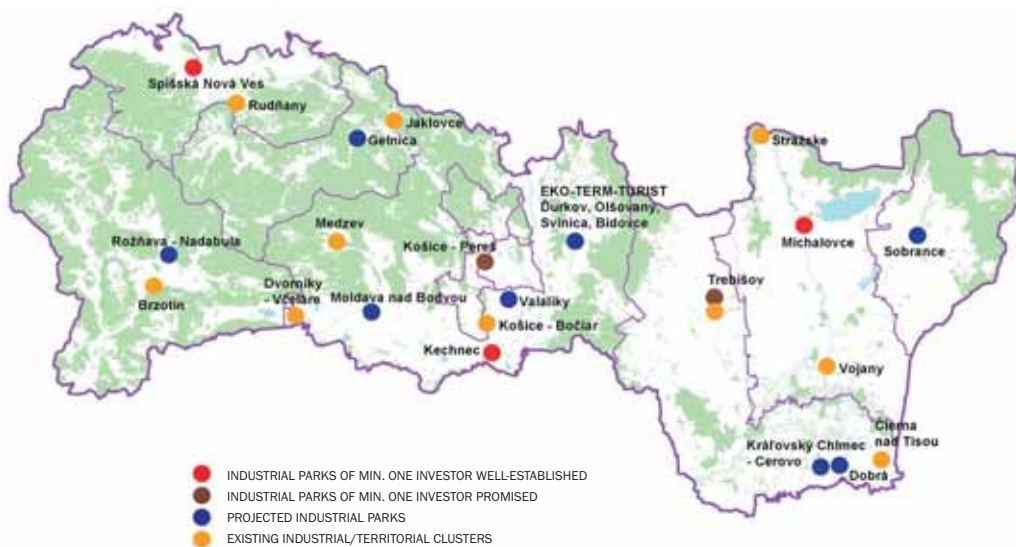 Spišská Nová Ves
Rudňany
Jaklovce
Gelnica
Strážske
EKO-TERM-TURIST
Ďurkov, Olšovany,
Svinica, Bidovce
Medzev
Michalovce
Rožňava - Nadabula
Košice - Pereš
Sobrance
Brzotín
Dvorníky
- Včeláre
Moldava nad Bodvou
Valaliky
Trebišov
Košice - Bočiar
Kechnec
Vojany
Čierna
nad Tisou
Kráľovský Chlmec
- Cerovo
Dobrá
INDUSTRIAL PARKS OF MIN. ONE INVESTOR WELL-ESTABLISHED
INDUSTRIAL PARKS OF MIN. ONE INVESTOR PROMISED
PROJECTED INDUSTRIAL PARKS
EXISTING INDUSTRIAL/TERRITORIAL CLUSTERS